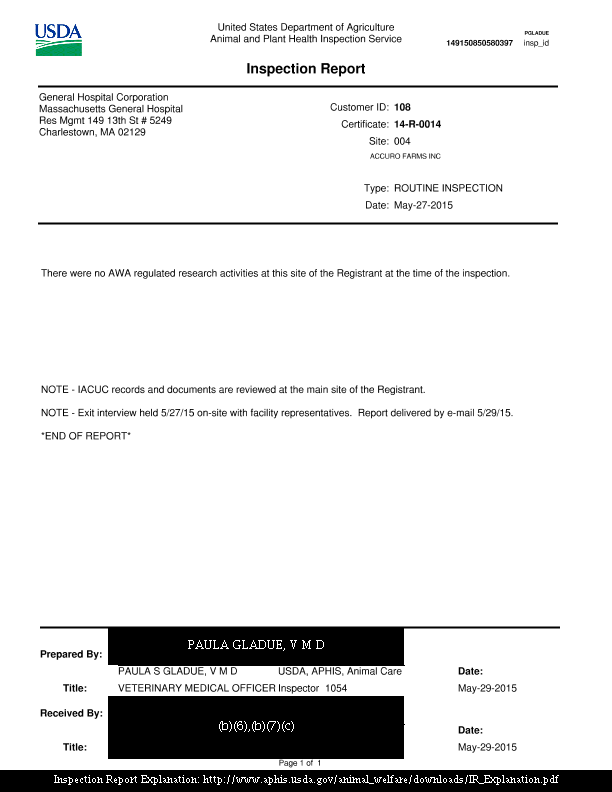 USDA
United States Department of Agriculture
Animal and Plant Health Inspection Service
PGLADUE
149150850580397 insp_id
Inspection Report
General Hospital Corporation
Massachusetts General Hospital
Res Mgmt 149 13th St # 5249
Charlestown, MA 02129
Customer ID: 108
Certificate: 14-R-0014
Site: 004
ACCURO FARMS INC
Type: ROUTINE INSPECTION
Date: May-27-2015
There were no AWA regulated research activities at this site of the Registrant at the time of the inspection.
NOTE - IACUC records and documents are reviewed at the main site of the Registrant.
NOTE - Exit interview held 5/27/15 on-site with facility representatives. Report delivered by e-mail 5/29/15.
*END OF REPORT*
PAULA GLADUE, V M D
Prepared By:
PAULA S GLADUE, V M D USDA, APHIS, Animal Care Date:
Title: VETERINARY MEDICAL OFFICER Inspector 1054 May-29-2015
Received By:
(b)(6),(b)(7)(c)
Date:
Title: May-29-2015
Page 1 of 1
Inspection Report Explanation: http://www.aphis.usda.gov/animal_welfare/downloads/IR_Explanation.pdf